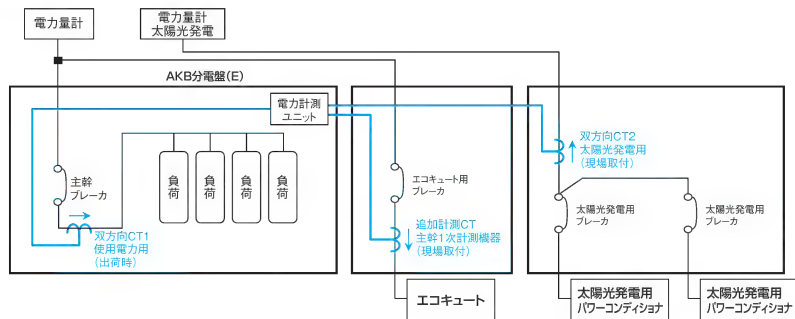 電力量計
電力量計
太陽光発電
AKB分電盤(E)
電力計測
ユニット
主幹
ブレーカ
負荷
負荷
負荷
負荷
双方向CT1
使用電力用
(出荷時)
エコキュート用
ブレーカ
追加計測CT
主幹1次計測機器
(現場取付)
エコキュート
双方向CT2
太陽光発電用
(現場取付)
太陽光発電用
ブレーカ
太陽光発電用
ブレーカ
太陽光発電用
パワーコンディショナ
太陽光発電用
パワーコンディショナ